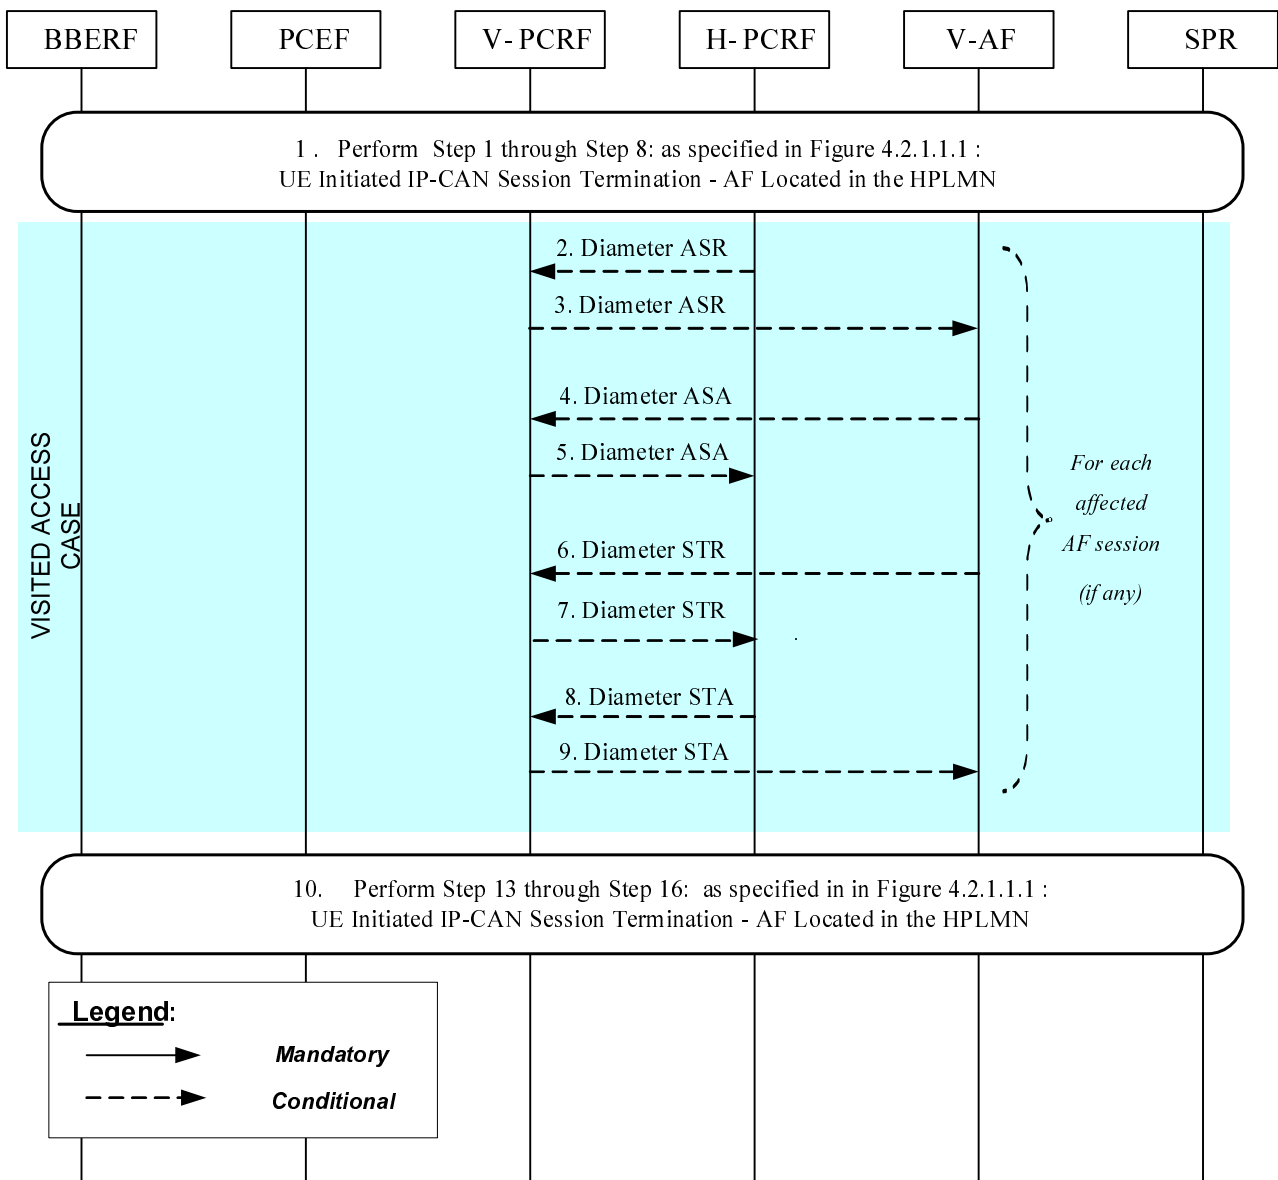 BBERF
PCEF
V-PCRF
H-PCRF
V-AF
SPR
1. Perform Step 1 through Step 8: as specified in Figure 4.2.1.1.1 :
UE Initiated IP-CAN Session Termination - AF Located in the HPLMN
2. Diameter ASR
3. Diameter ASR
4. Diameter ASA
5. Diameter ASA
6. Diameter STR
7. Diameter STR
8. Diameter STA
9. Diameter STA
VISITED ACCESS
CASE
For each
affected
AF session
(if any)
10. Perform Step 13 through Step 16: as specified in in Figure 4.2.1.1.1 :
UE Initiated IP-CAN Session Termination - AF Located in the HPLMN
Legend:
Mandatory
Conditional